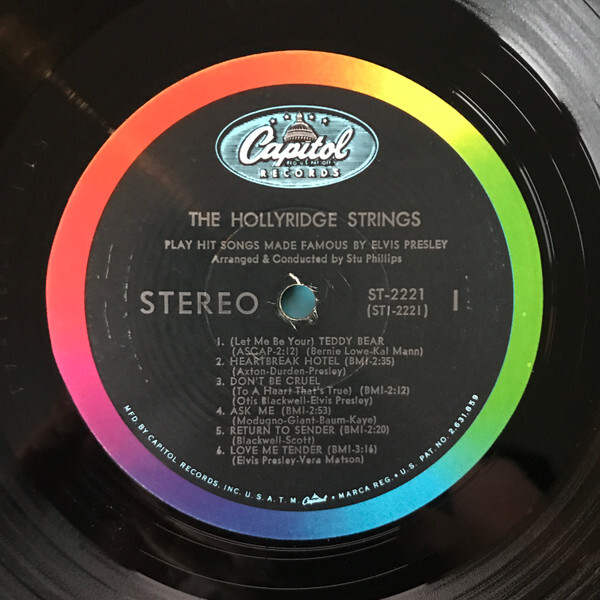 Capitol
RECORDS
THE HOLLYRIDGE STRINGS
PLAY HIT SONGS MADE FAMOUS BY ELVIS PRESLEY
Arranged & Conducted by Stu Phillips
STEREO
ST-2221
(ST1-2221)
1
1. (Let Me Be Your) TEDDY BEAR
(ASCAP-2:12) (Bernie Lowe-Kal Mann)
2. HEARTBREAK HOTEL (BMI-2:35)
(Axton-Durden-Presley)
3. DON'T BE CRUEL
(To A Heart That's True) (BMI-2:12)
(Otis Blackwell-Elvis Presley)
4. ASK ME (BMI-2:53)
(Modugno-Giant-Baum-Kaye)
5. RETURN TO SENDER (BMI-2:20)
(Blackwell-Scott)
6. LOVE ME TENDER (BMI-3:16)
(Elvis Presley-Vera Matson)
MFD. BY CAPITOL RECORDS, INC. U.S.A. T.M. Capitol • MARCA REG. • U.S. PAT. NO. 2,631,859